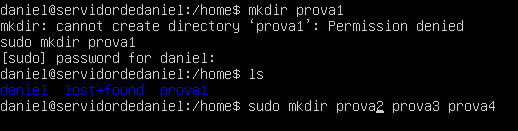 daniel@servidordedaniel:/home$ mkdir prova1
mkdir: cannot create directory ‘prova1’: Permission denied
sudo mkdir prova1
[sudo] password for daniel:
daniel@servidordedaniel:/home$ ls
daniel  lost+found  prova1
daniel@servidordedaniel:/home$ sudo mkdir prova2 prova3 prova4